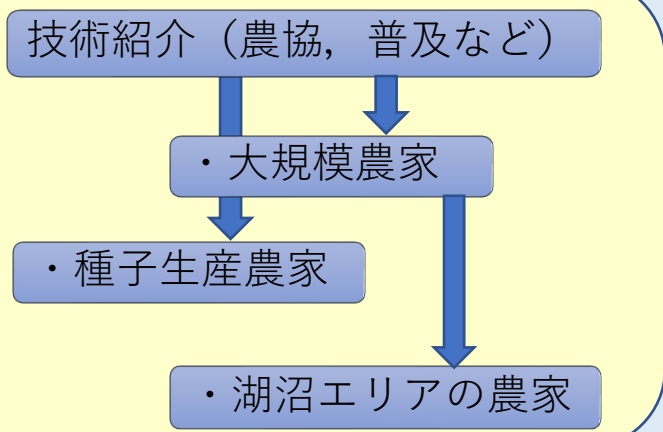 技術紹介（農協，普及など）
・大規模農家
・種子生産農家
・湖沼エリアの農家